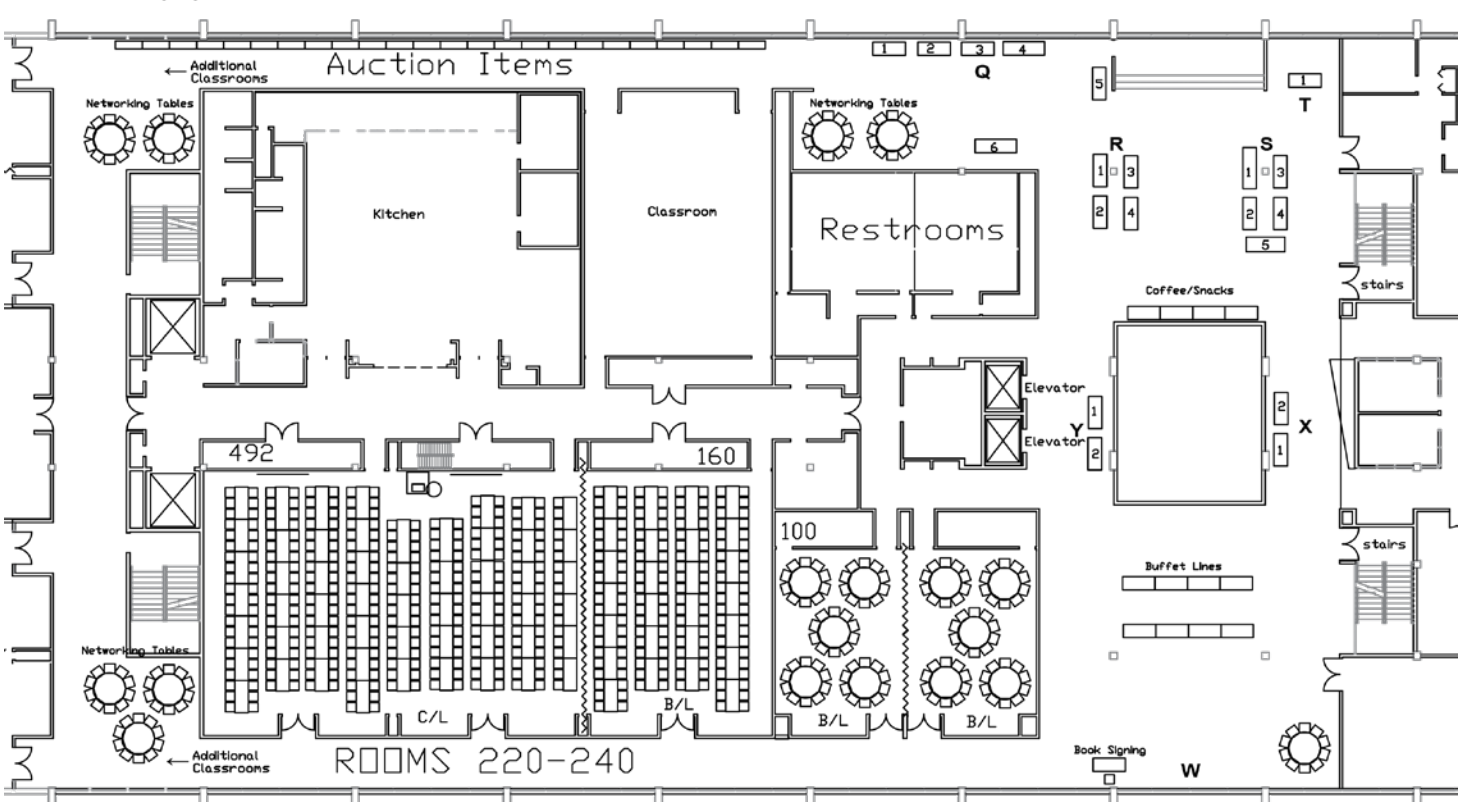 1 2 3 4
Q
Auction Items
← Additional
Classrooms
5
1
T
Networking Tables
Networking Tables
6
R
S
1 3
1 3
2 4
2 4
5
Kitchen
Classroom
Restrooms
stairs
Coffee/Snacks
Elevator
1
Y
2
Elevator
2
X
1
492
160
100
stairs
Buffet Lines
Networking Tables
C/L
B/L
B/L
B/L
← Additional
Classrooms
ROOMS 220-240
Book Signing
W